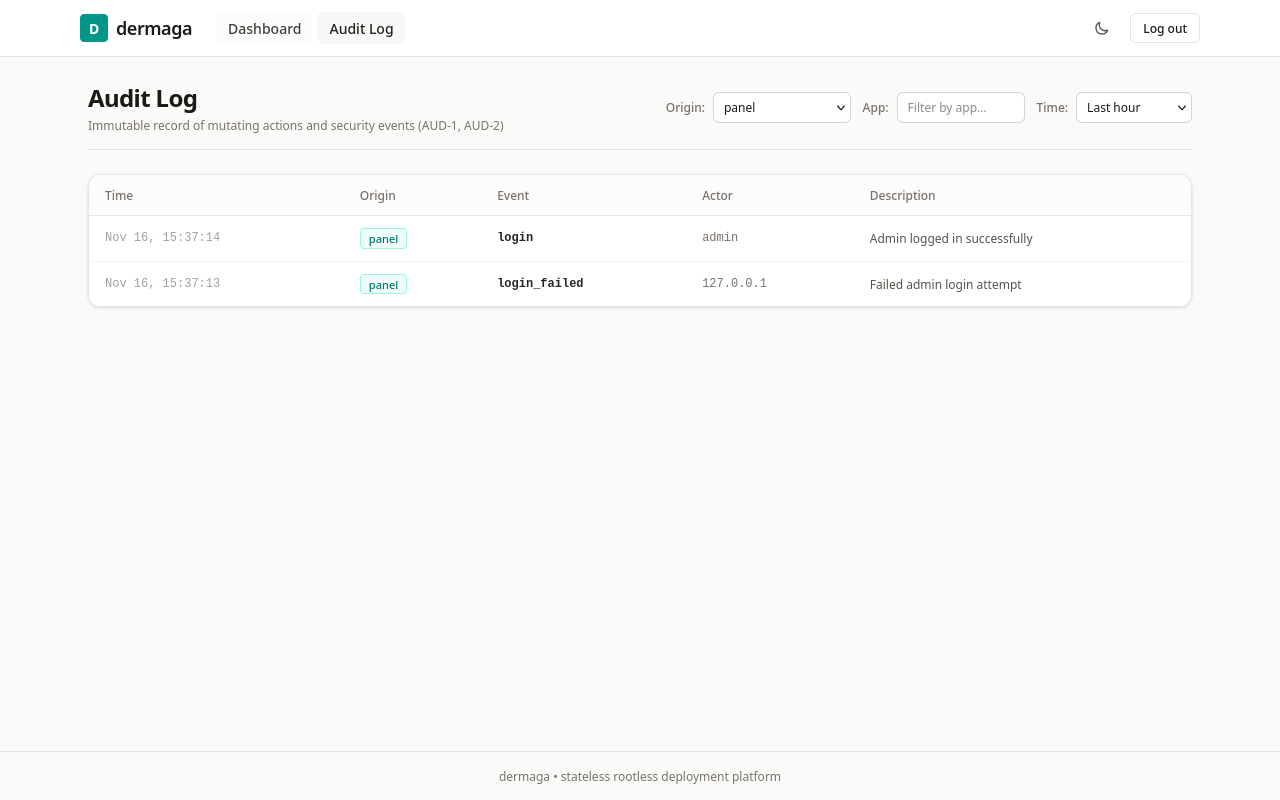 D dermaga Dashboard Audit Log Log out
Audit Log
Immutable record of mutating actions and security events (AUD-1, AUD-2)
Origin: panel App: Filter by app... Time: Last hour
Time Origin Event Actor Description
Nov 16, 15:37:14 panel login admin Admin logged in successfully
Nov 16, 15:37:13 panel login_failed 127.0.0.1 Failed admin login attempt
dermaga • stateless rootless deployment platform